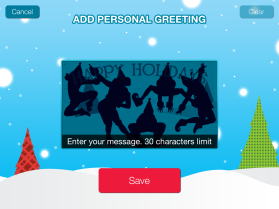 Cancel
Clear
ADD PERSONAL GREETING
HAPPY HOLIDAYS
Enter your message. 30 characters limit
Save